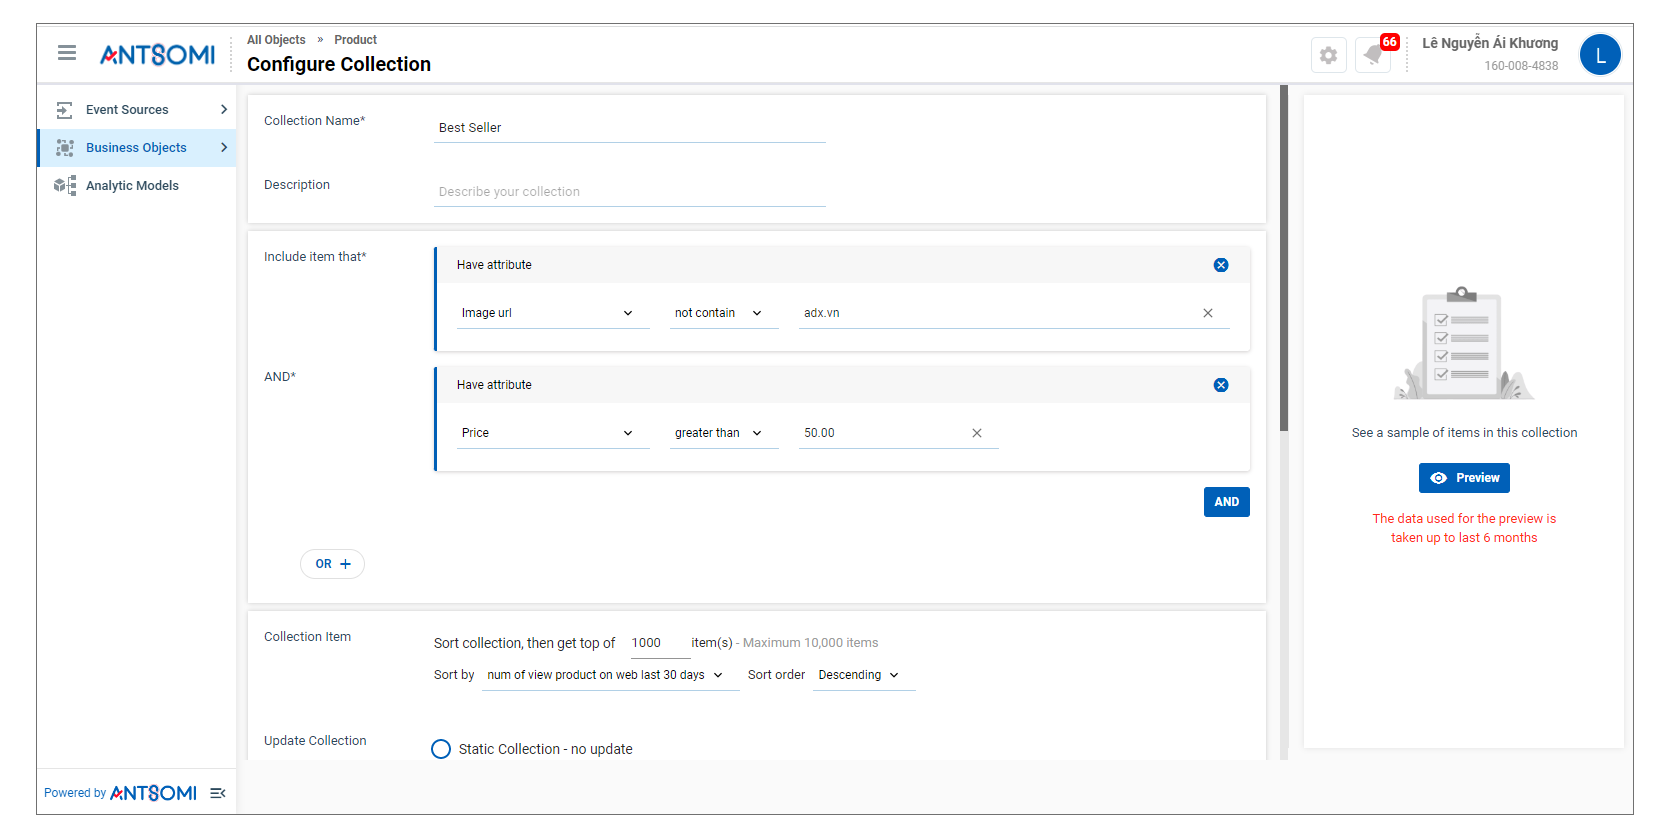 ANTSOMI
All Objects » Product
Configure Collection
66
Lê Nguyễn Ái Khương
160-008-4838
L
Event Sources
Business Objects
Analytic Models
Collection Name*
Best Seller
Description
Describe your collection
Include item that*
Have attribute
Image url
not contain
adx.vn
AND*
Have attribute
Price
greater than
50.00
AND
OR +
Collection Item
Sort collection, then get top of 1000 item(s) - Maximum 10,000 items
Sort by num of view product on web last 30 days Sort order Descending
Update Collection
Static Collection - no update
See a sample of items in this collection
Preview
The data used for the preview is
taken up to last 6 months
Powered by ANTSOMI